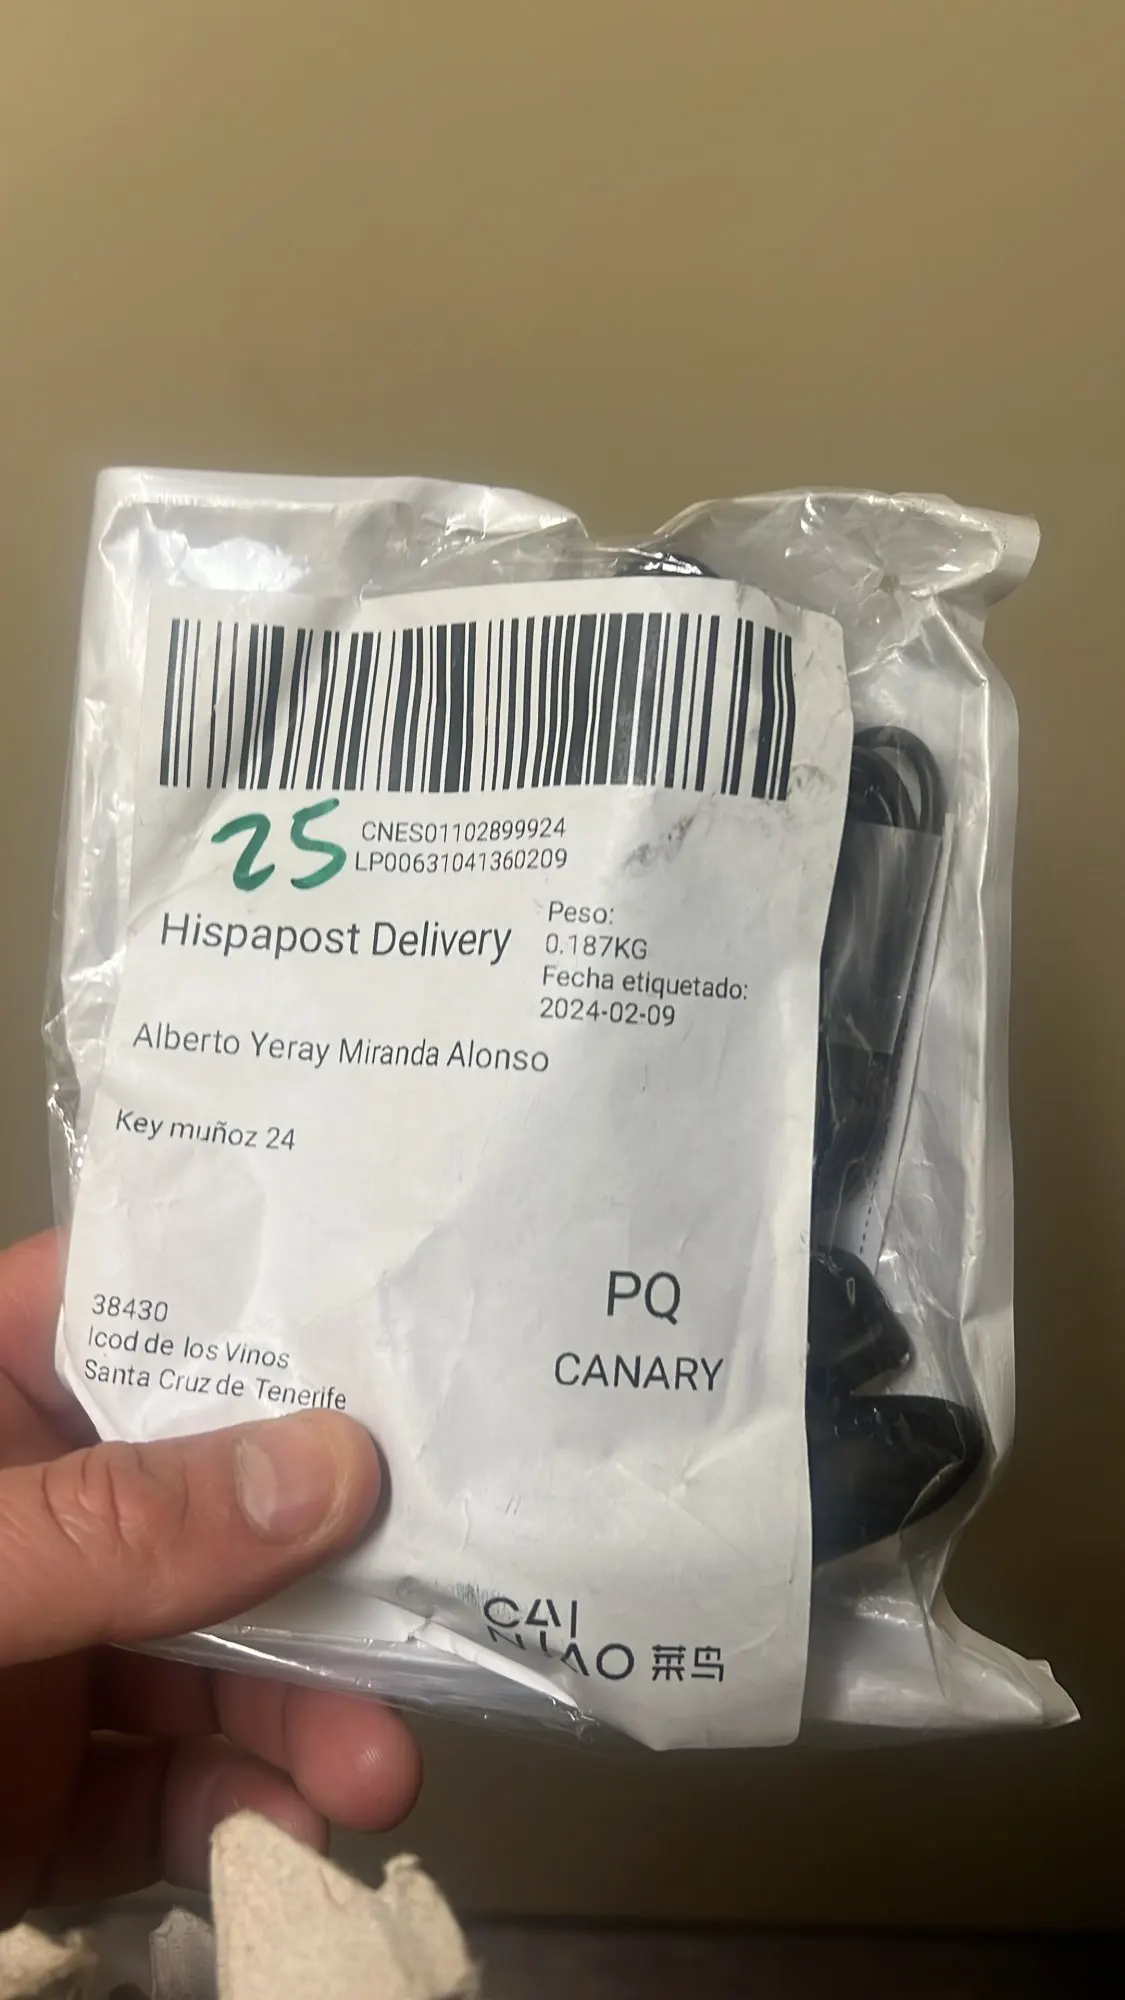 25
CNES01102899924
LP00631041360209
Hispapost Delivery
Peso:
0.187KG
Fecha etiquetado:
2024-02-09
Alberto Yeray Miranda Alonso
Key muñoz 24
38430
Icod de los Vinos
Santa Cruz de Tenerife
PQ
CANARY
CAI
NIAO 菜鸟